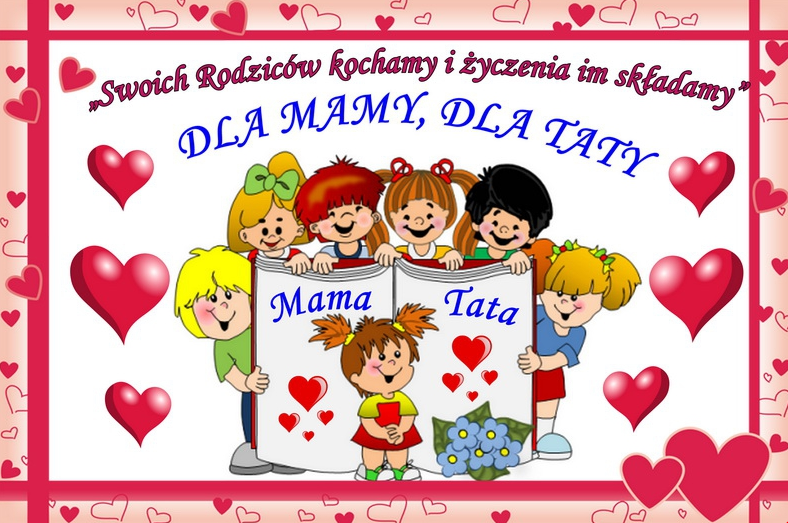 „Swoich Rodziców kochamy i życzenia im składamy”
DLA MAMY, DLA TATY
Mama
Tata